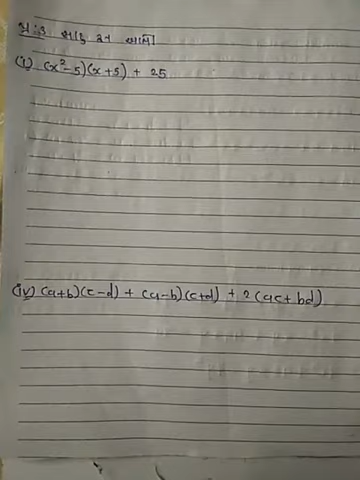 પ્ર:3 સાદું રૂપ આપો
(i) (x²-5)(x+5) + 25
(iv) (a+b)(c-d) + (a-b)(c+d) + 2(ac+bd)